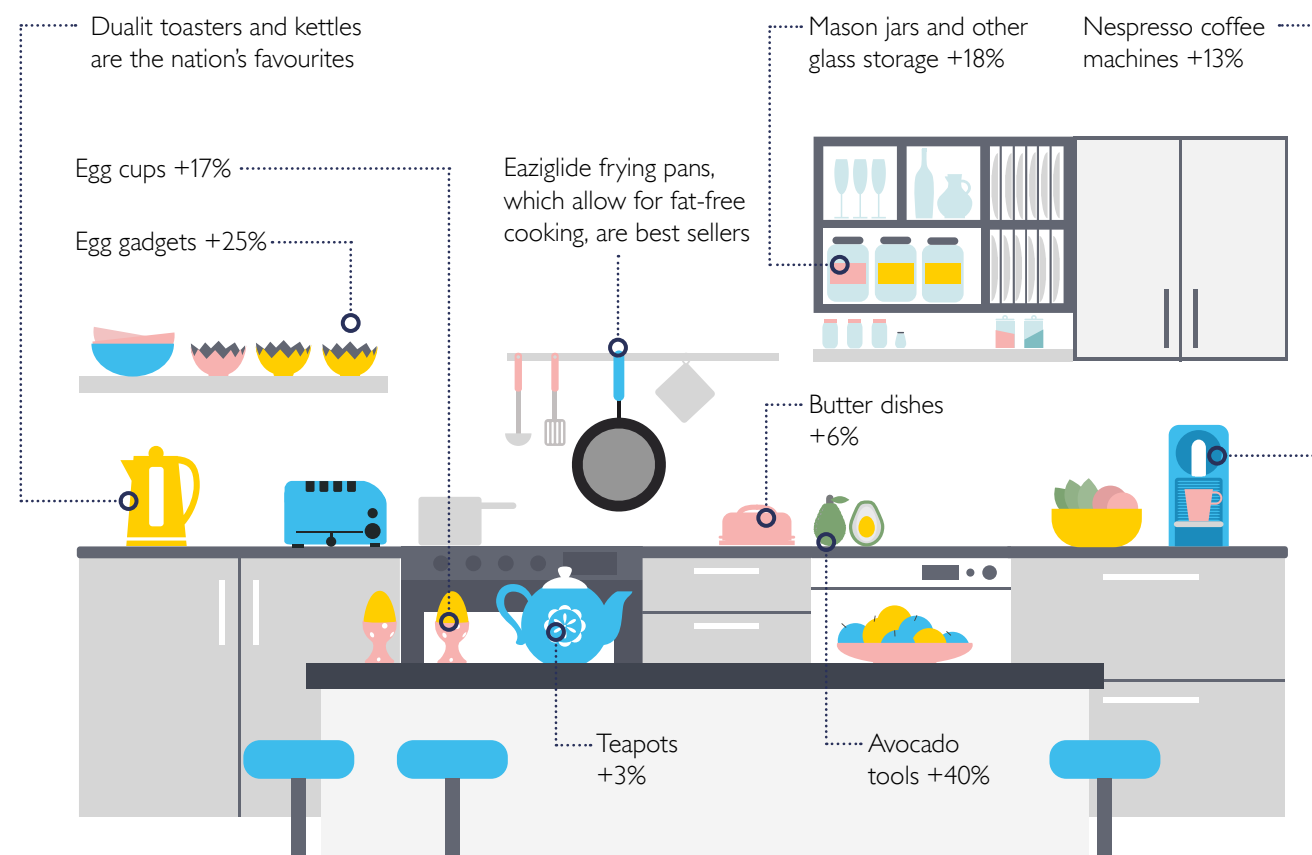 Dualit toasters and kettles
are the nation’s favourites
Mason jars and other
glass storage +18%
Nespresso coffee
machines +13%
Egg cups +17%
Egg gadgets +25%
Eaziglide frying pans,
which allow for fat-free
cooking, are best sellers
Butter dishes
+6%
Teapots
+3%
Avocado
tools +40%